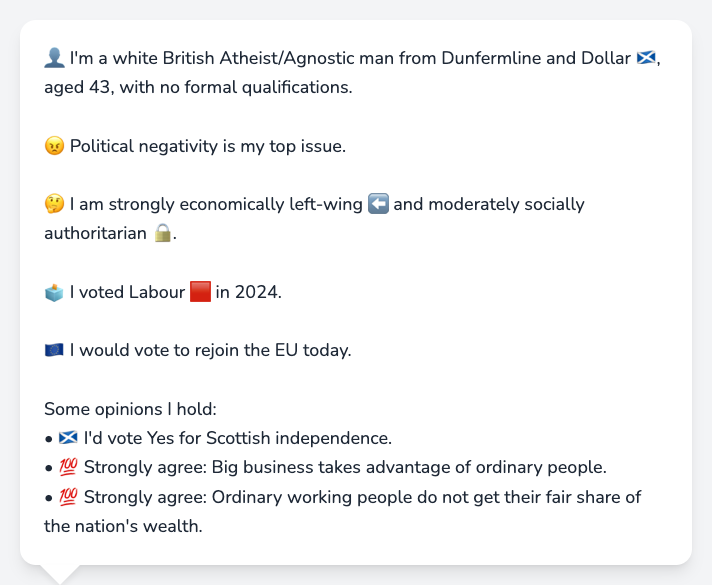 👤 I'm a white British Atheist/Agnostic man from Dunfermline and Dollar 🏴󠁧󠁢󠁳󠁣󠁴󠁿,
aged 43, with no formal qualifications.
😠 Political negativity is my top issue.
🤔 I am strongly economically left-wing ⬅️ and moderately socially
authoritarian 🔒.
🗳️ I voted Labour 🟥 in 2024.
🇪🇺 I would vote to rejoin the EU today.
Some opinions I hold:
• 🏴󠁧󠁢󠁳󠁣󠁴󠁿 I'd vote Yes for Scottish independence.
• 💯 Strongly agree: Big business takes advantage of ordinary people.
• 💯 Strongly agree: Ordinary working people do not get their fair share of
the nation's wealth.